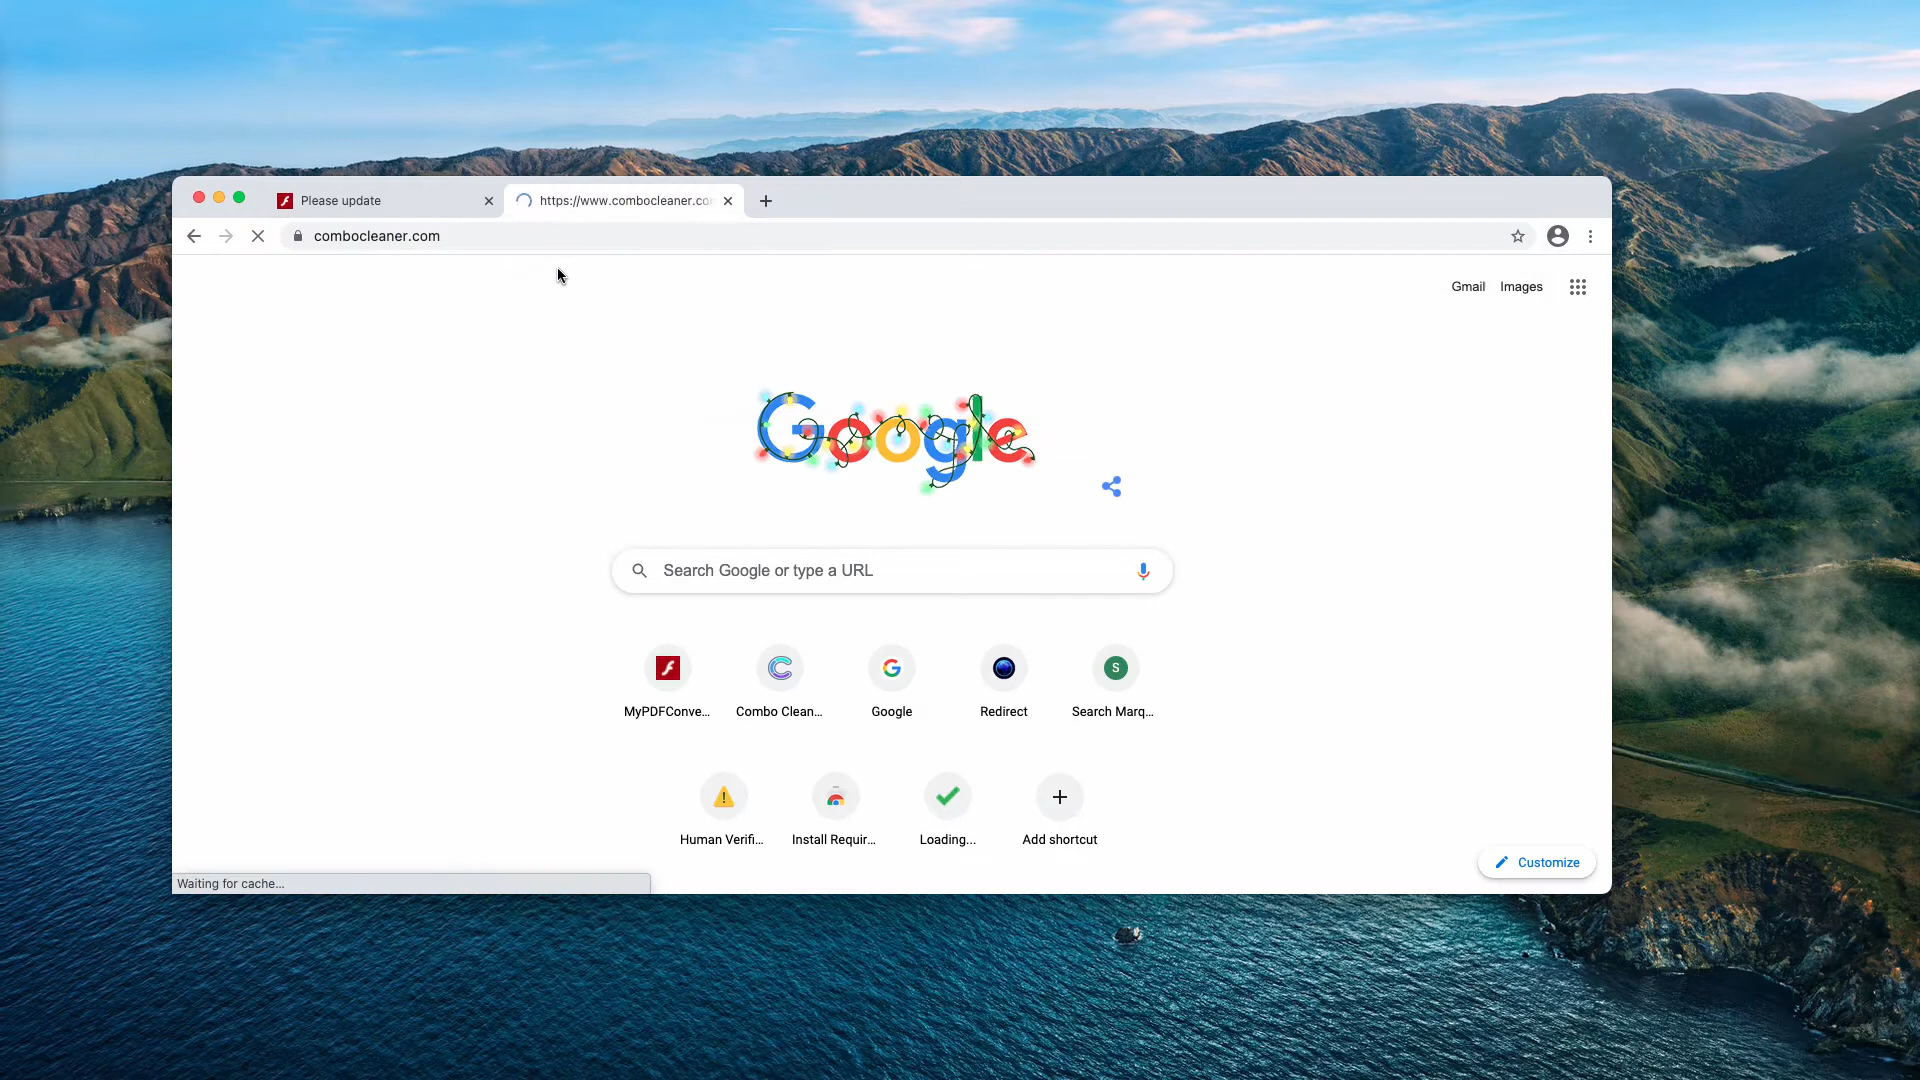 Please update
https://www.combocleaner.co
combocleaner.com
Gmail Images
Google
Search Google or type a URL
MyPDFConve... Combo Clean... Google Redirect Search Marq...
S
Human Verifi... Install Requir... Loading... Add shortcut
Customize
Waiting for cache...